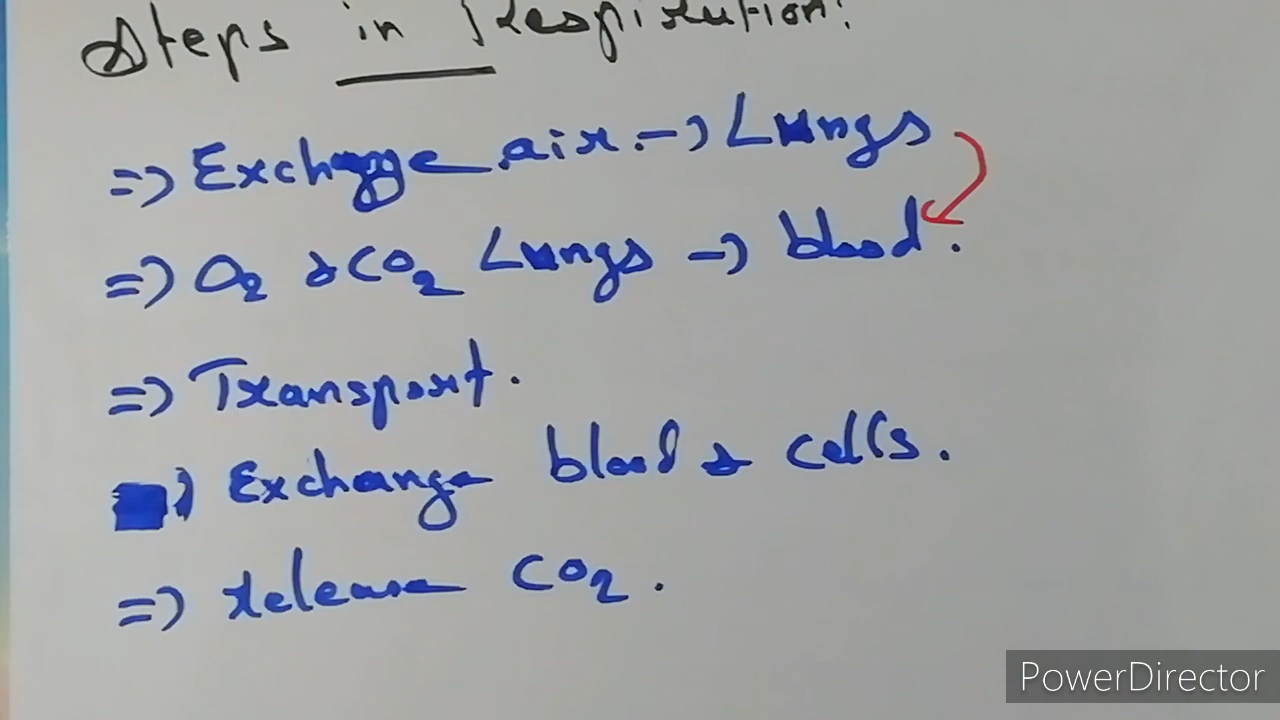 Steps in Respiration:
=> Exchange air. -> Lungs
=> O2 & CO2 Lungs -> blood.
=> Transport.
=> Exchange blood & cells.
=> release CO2.
PowerDirector